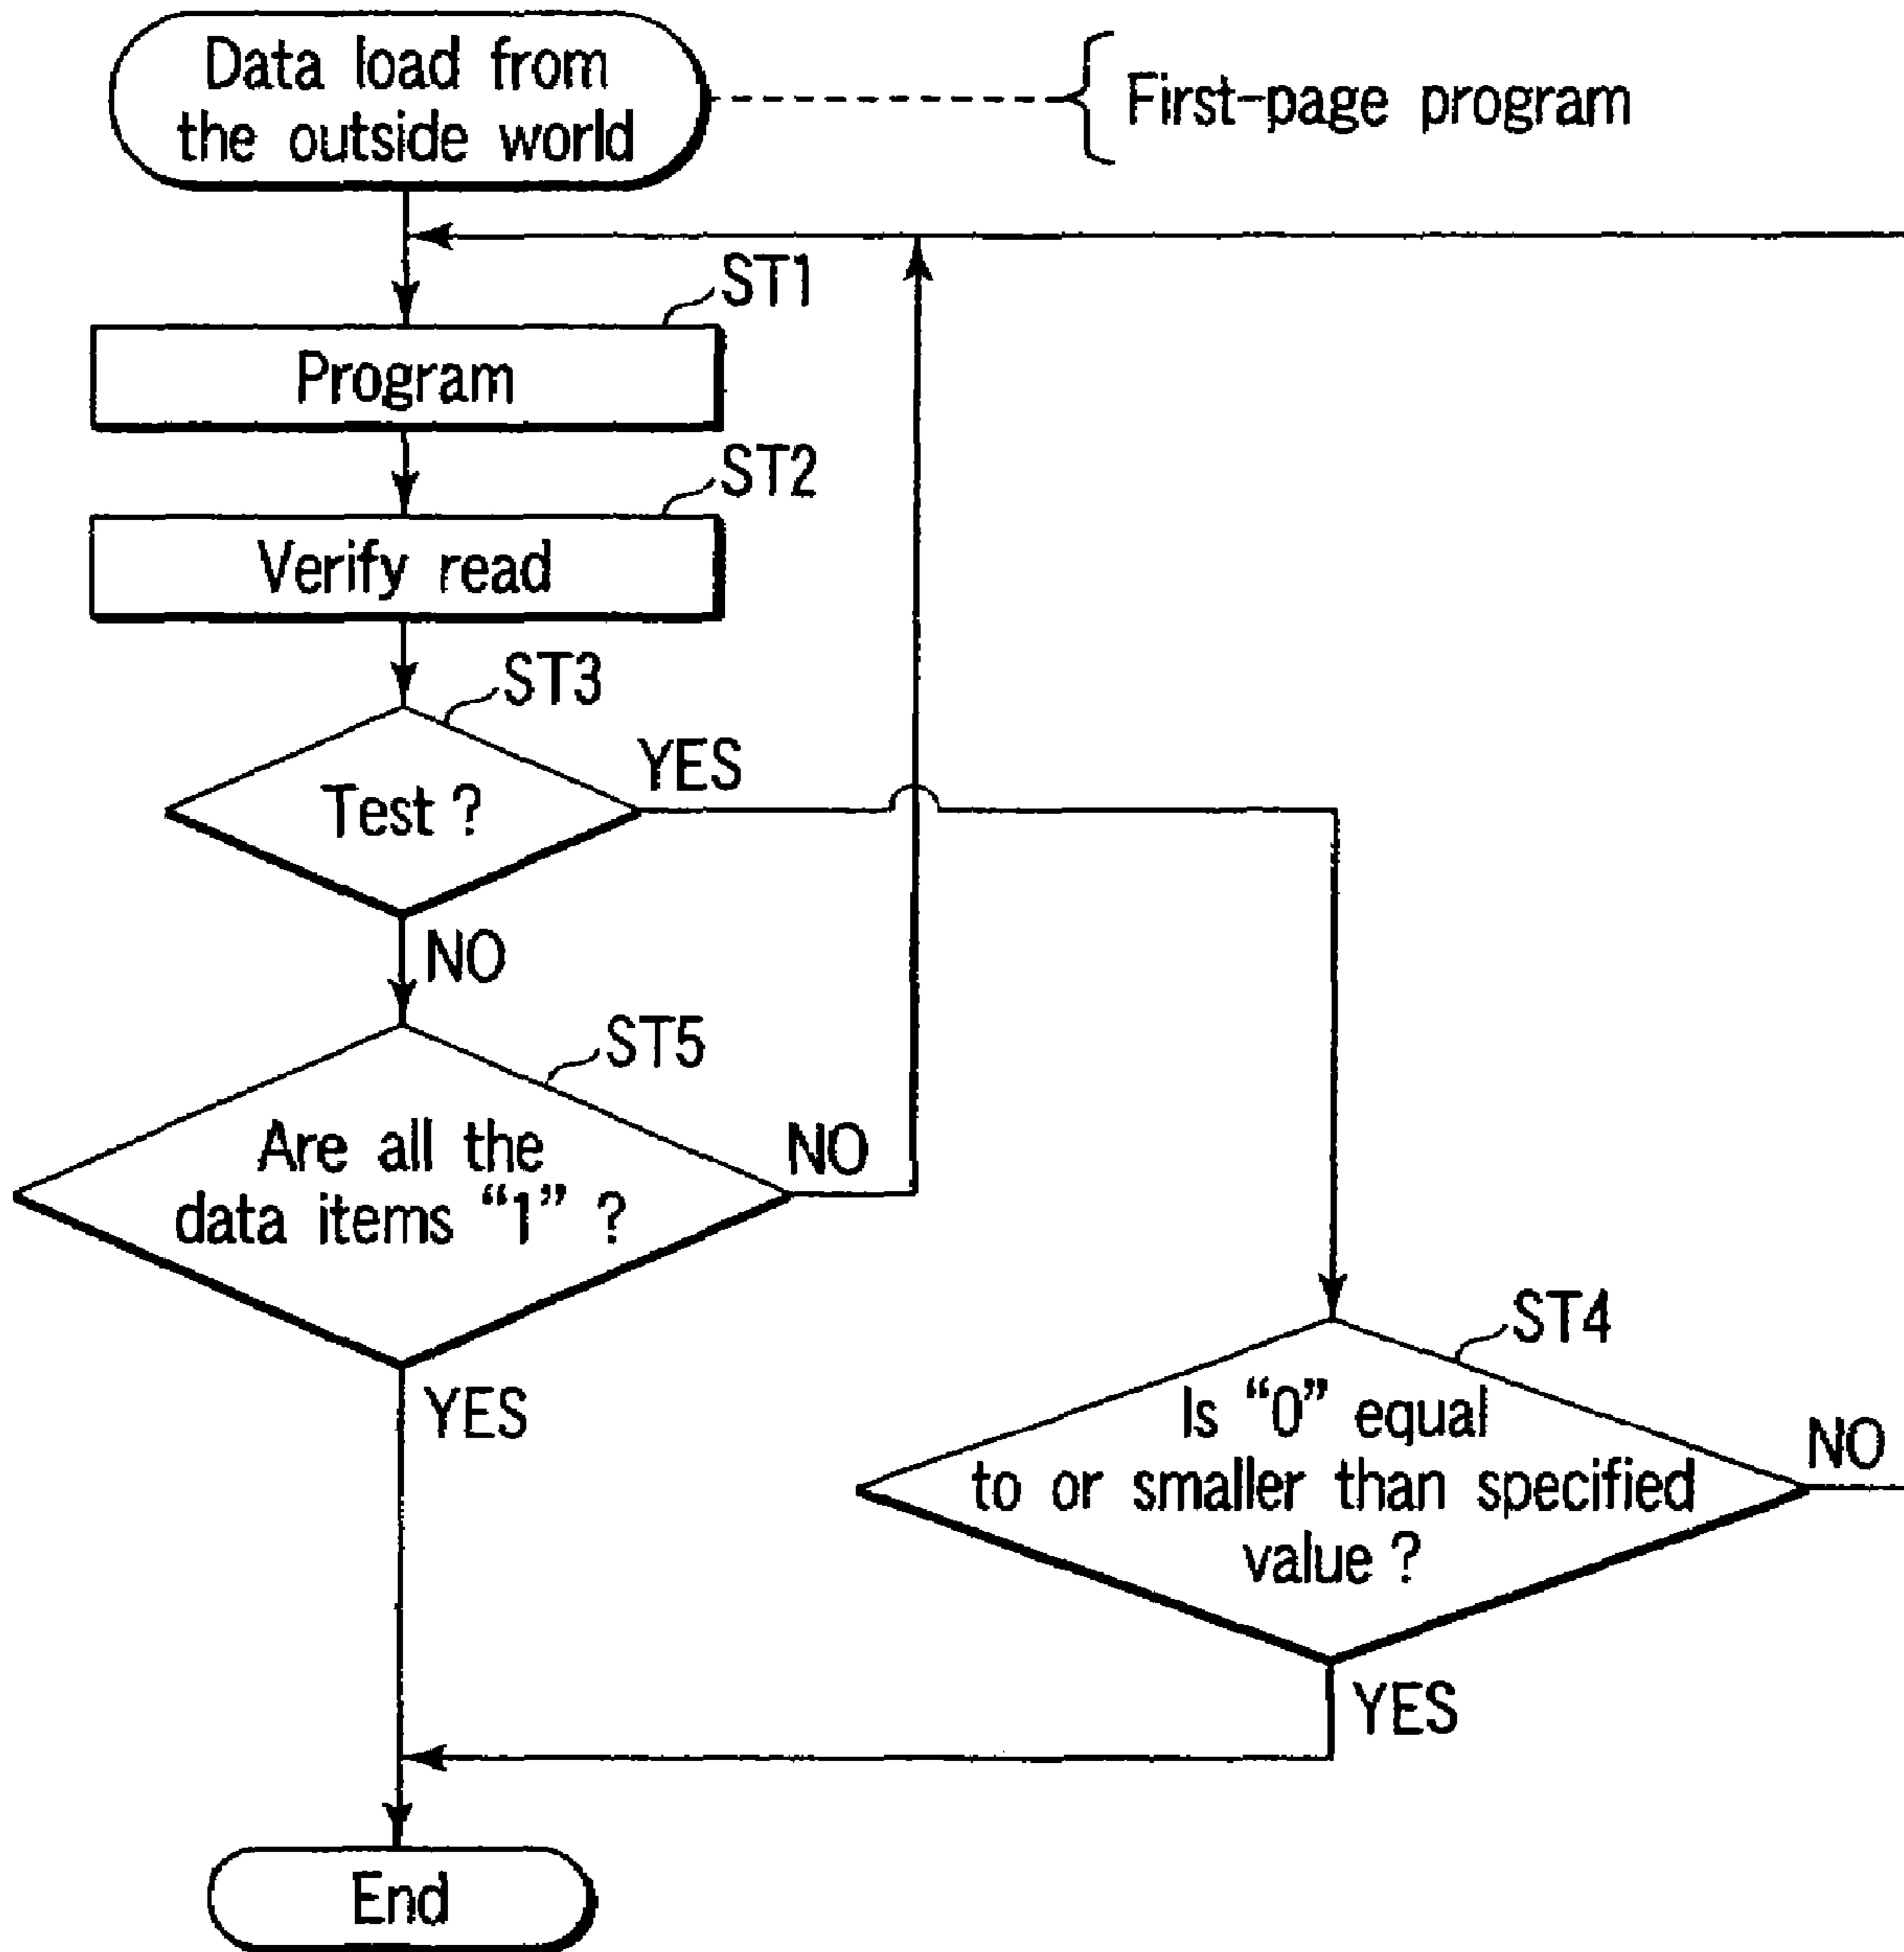 Data load from
the outside world
First-page program
ST1
Program
ST2
Verify read
ST3
Test ?
YES
NO
ST5
Are all the
data items “1” ?
NO
YES
ST4
Is “0” equal
to or smaller than specified
value ?
NO
YES
End